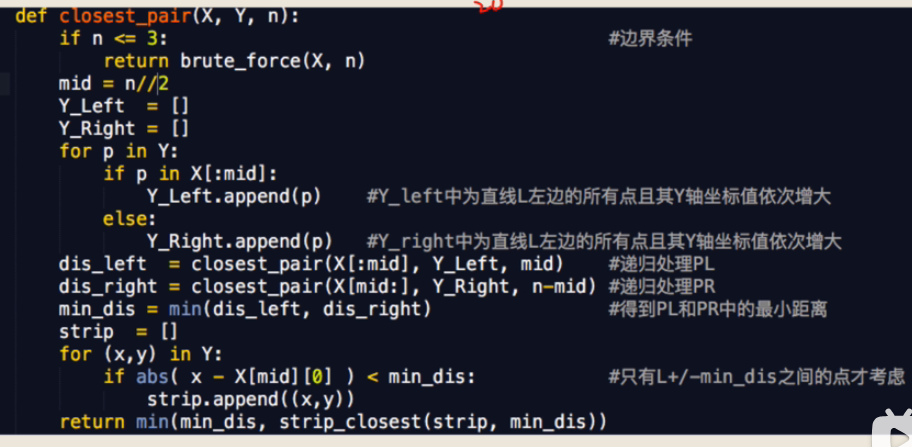 def closest_pair(X, Y, n):
    if n <= 3:                                        #边界条件
        return brute_force(X, n)
    mid = n//2
    Y_Left  = []
    Y_Right = []
    for p in Y:
        if p in X[:mid]:
            Y_Left.append(p)    #Y_left中为直线L左边的所有点且其Y轴坐标值依次增大
        else:
            Y_Right.append(p)   #Y_right中为直线L左边的所有点且其Y轴坐标值依次增大
    dis_left  = closest_pair(X[:mid], Y_Left, mid)    #递归处理PL
    dis_right = closest_pair(X[mid:], Y_Right, n-mid) #递归处理PR
    min_dis = min(dis_left, dis_right)                #得到PL和PR中的最小距离
    strip  = []
    for (x,y) in Y:
        if abs( x - X[mid][0] ) < min_dis:            #只有L+/-min_dis之间的点才考虑
            strip.append((x,y))
    return min(min_dis, strip_closest(strip, min_dis))